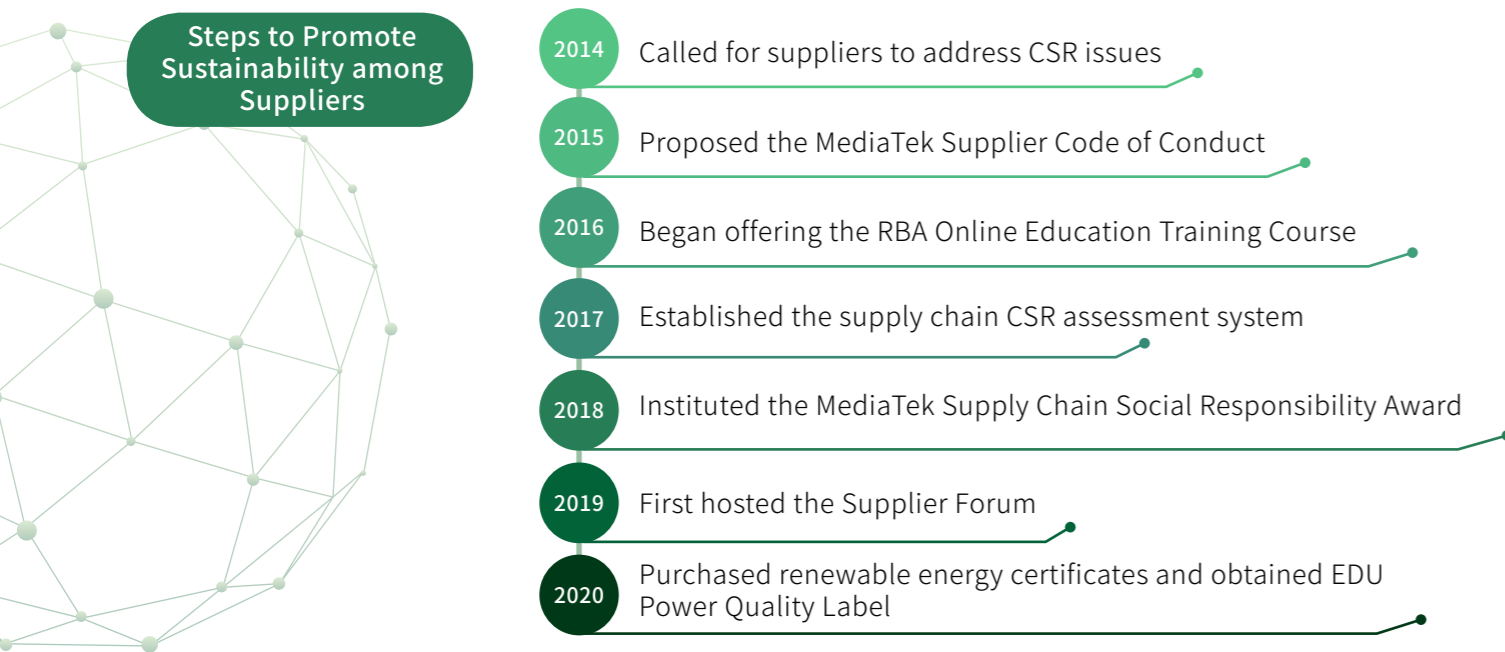 Steps to Promote
Sustainability among
Suppliers
2014
Called for suppliers to address CSR issues
2015
Proposed the MediaTek Supplier Code of Conduct
2016
Began offering the RBA Online Education Training Course
2017
Established the supply chain CSR assessment system
2018
Instituted the MediaTek Supply Chain Social Responsibility Award
2019
First hosted the Supplier Forum
2020
Purchased renewable energy certificates and obtained EDU
Power Quality Label